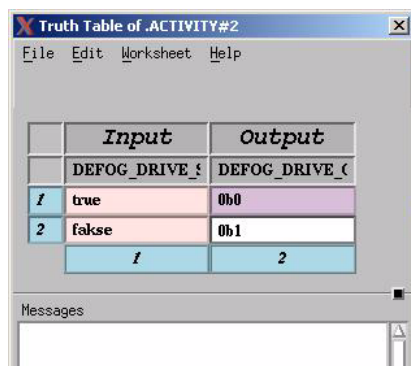 Truth Table of .ACTIVITY#2
File Edit Worksheet Help
Input Output
DEFOG_DRIVE_S DEFOG_DRIVE_(
1 true 0b0
2 fakse 0b1
1 2
Messages